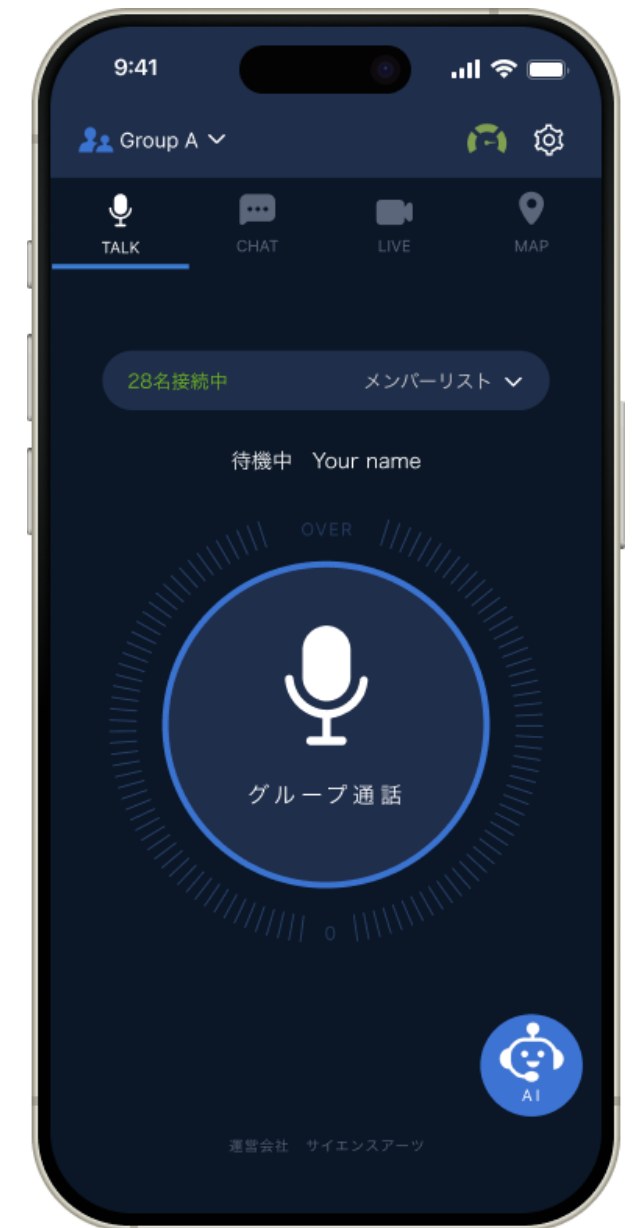 9:41
Group A
TALK CHAT LIVE MAP
28名接続中 メンバーリスト
待機中 Your name
OVER
グループ通話
0
AI
運営会社 サイエンスアーツ